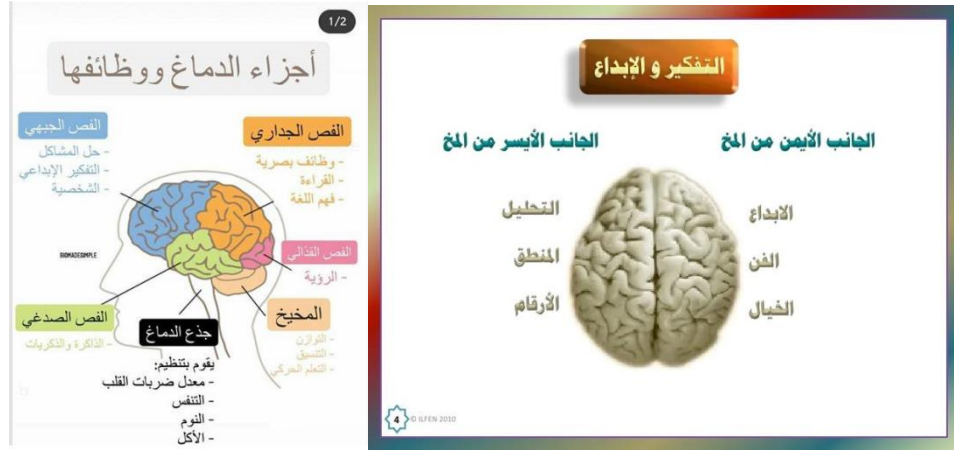 1/2
أجزاء الدماغ ووظائفها
الفص الجبهي
- حل المشاكل
- التفكير الإبداعي
- الشخصية
الفص الجداري
- وظائف بصرية
- القراءة
- فهم اللغة
BIOMADESIMPLE
الفص القذالي
- الرؤية
المخيخ
- التوازن
- التنسيق
- التعلم الحركي
الفص الصدغي
- الذاكرة والذكريات
جذع الدماغ
يقوم بتنظيم:
- معدل ضربات القلب
- التنفس
- النوم
- الأكل
التفكير و الإبداع
الجانب الأيمن من المخ
الجانب الأيسر من المخ
الابداع
الفن
الخيال
التحليل
المنطق
الأرقام
4
© ILFEN 2010